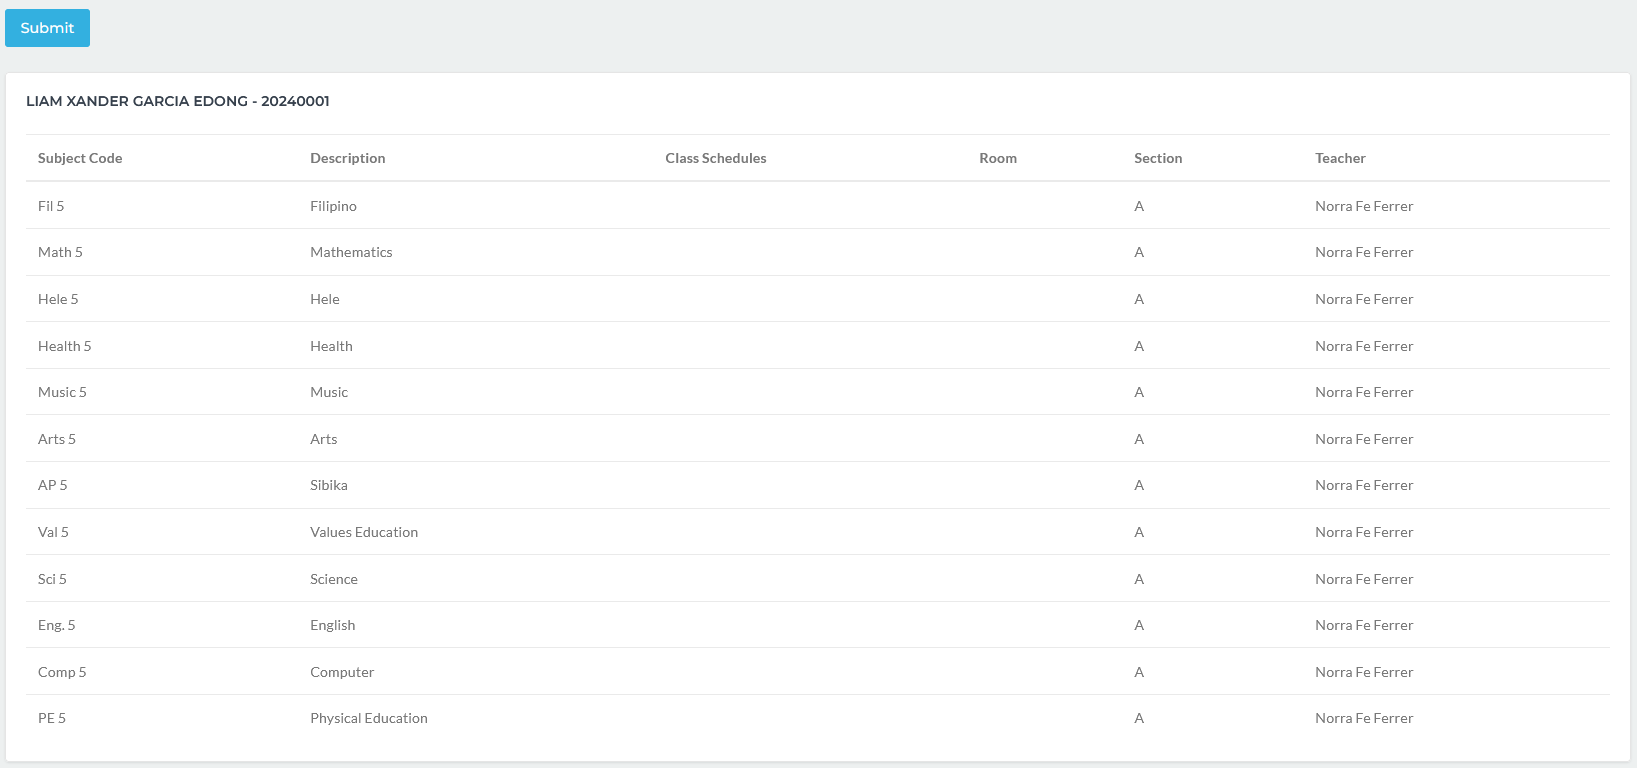 Submit
LIAM XANDER GARCIA EDONG - 20240001
Subject Code Description Class Schedules Room Section Teacher
Fil 5 Filipino A Norra Fe Ferrer
Math 5 Mathematics A Norra Fe Ferrer
Hele 5 Hele A Norra Fe Ferrer
Health 5 Health A Norra Fe Ferrer
Music 5 Music A Norra Fe Ferrer
Arts 5 Arts A Norra Fe Ferrer
AP 5 Sibika A Norra Fe Ferrer
Val 5 Values Education A Norra Fe Ferrer
Sci 5 Science A Norra Fe Ferrer
Eng. 5 English A Norra Fe Ferrer
Comp 5 Computer A Norra Fe Ferrer
PE 5 Physical Education A Norra Fe Ferrer